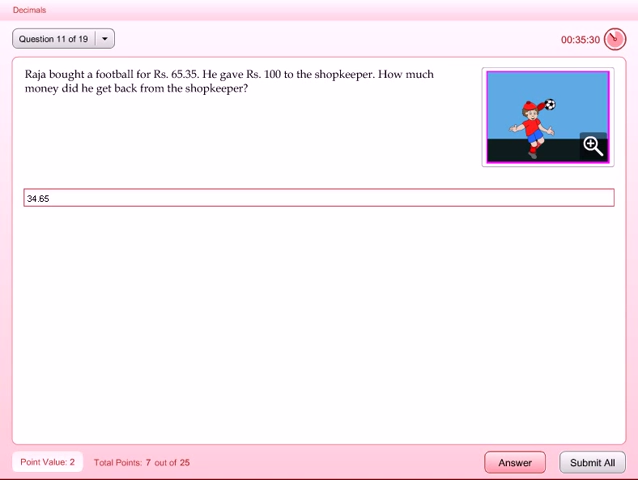 Decimals
Question 11 of 19
00:35:30
Raja bought a football for Rs. 65.35. He gave Rs. 100 to the shopkeeper. How much
money did he get back from the shopkeeper?
34.65
Point Value: 2
Total Points: 7 out of 25
Answer
Submit All